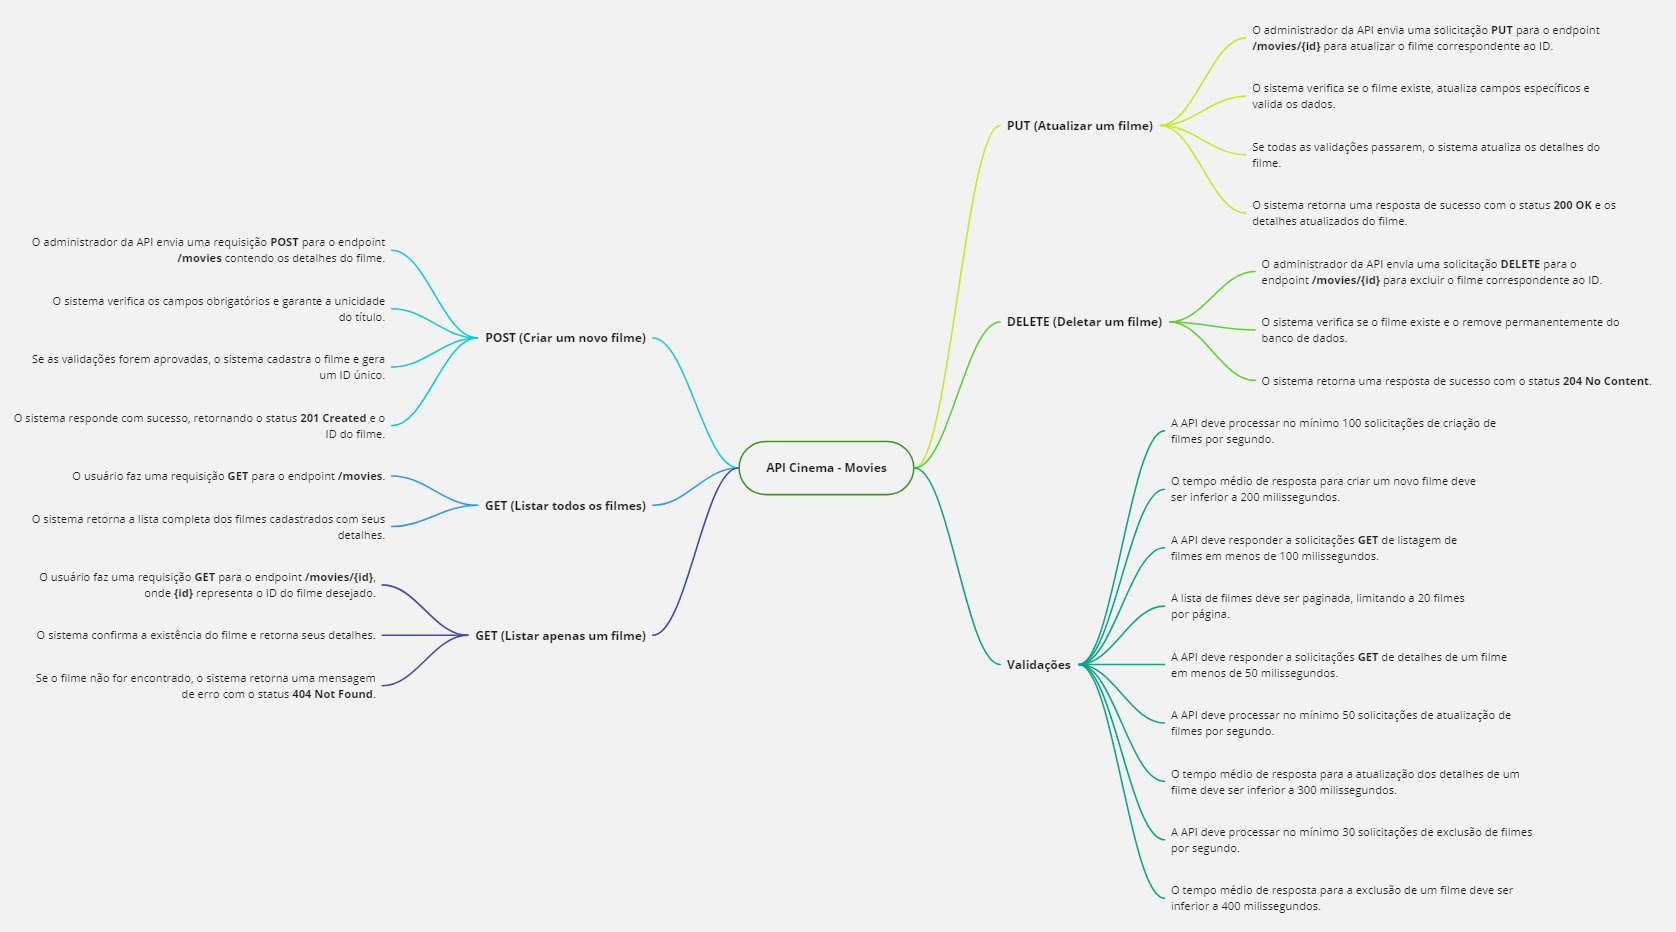 API Cinema - Movies
POST (Criar um novo filme)
O administrador da API envia uma requisição POST para o endpoint
/movies contendo os detalhes do filme.
O sistema verifica os campos obrigatórios e garante a unicidade
do título.
Se as validações forem aprovadas, o sistema cadastra o filme e gera
um ID único.
O sistema responde com sucesso, retornando o status 201 Created e o
ID do filme.
GET (Listar todos os filmes)
O usuário faz uma requisição GET para o endpoint /movies.
O sistema retorna a lista completa dos filmes cadastrados com seus
detalhes.
GET (Listar apenas um filme)
O usuário faz uma requisição GET para o endpoint /movies/{id},
onde {id} representa o ID do filme desejado.
O sistema confirma a existência do filme e retorna seus detalhes.
Se o filme não for encontrado, o sistema retorna uma mensagem
de erro com o status 404 Not Found.
PUT (Atualizar um filme)
O administrador da API envia uma solicitação PUT para o endpoint
/movies/{id} para atualizar o filme correspondente ao ID.
O sistema verifica se o filme existe, atualiza campos específicos e
valida os dados.
Se todas as validações passarem, o sistema atualiza os detalhes do
filme.
O sistema retorna uma resposta de sucesso com o status 200 OK e os
detalhes atualizados do filme.
DELETE (Deletar um filme)
O administrador da API envia uma solicitação DELETE para o
endpoint /movies/{id} para excluir o filme correspondente ao ID.
O sistema verifica se o filme existe e o remove permanentemente do
banco de dados.
O sistema retorna uma resposta de sucesso com o status 204 No Content.
Validações
A API deve processar no mínimo 100 solicitações de criação de
filmes por segundo.
O tempo médio de resposta para criar um novo filme deve
ser inferior a 200 milissegundos.
A API deve responder a solicitações GET de listagem de
filmes em menos de 100 milissegundos.
A lista de filmes deve ser paginada, limitando a 20 filmes
por página.
A API deve responder a solicitações GET de detalhes de um filme
em menos de 50 milissegundos.
A API deve processar no mínimo 50 solicitações de atualização de
filmes por segundo.
O tempo médio de resposta para a atualização dos detalhes de um
filme deve ser inferior a 300 milissegundos.
A API deve processar no mínimo 30 solicitações de exclusão de filmes
por segundo.
O tempo médio de resposta para a exclusão de um filme deve ser
inferior a 400 milissegundos.